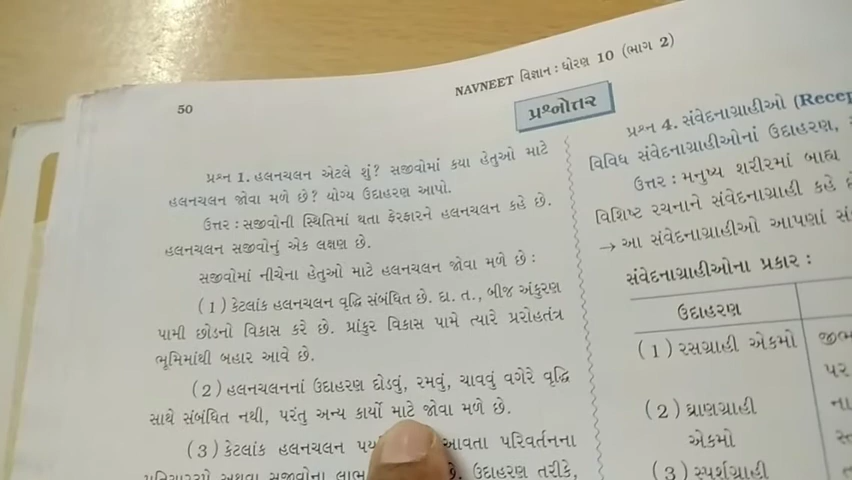 50
NAVNEET વિજ્ઞાન : ધોરણ 10 (ભાગ 2)
પ્રશ્નોત્તર
પ્રશ્ન 1. હલનચલન એટલે શું? સજીવોમાં કયા હેતુઓ માટે
હલનચલન જોવા મળે છે? યોગ્ય ઉદાહરણ આપો.
ઉત્તર : સજીવોની સ્થિતિમાં થતા ફેરફારને હલનચલન કહે છે.
હલનચલન સજીવોનું એક લક્ષણ છે.
સજીવોમાં નીચેના હેતુઓ માટે હલનચલન જોવા મળે છે :
(1) કેટલાંક હલનચલન વૃદ્ધિ સંબંધિત છે. દા. ત., બીજ અંકુરણ
પામી છોડનો વિકાસ કરે છે. પ્રાંકુર વિકાસ પામે ત્યારે પ્રરોહતંત્ર
ભૂમિમાંથી બહાર આવે છે.
(2) હલનચલનનાં ઉદાહરણ દોડવું, રમવું, ચાવવું વગેરે વૃદ્ધિ
સાથે સંબંધિત નથી, પરંતુ અન્ય કાર્યો માટે જોવા મળે છે.
(3) કેટલાંક હલનચલન આવતા પરિવર્તનના
અથવા સજીવોના લાભ છે. ઉદાહરણ તરીકે,
પ્રશ્ન 4. સંવેદનાગ્રાહીઓ (Recep
વિવિધ સંવેદનાગ્રાહીઓનાં ઉદાહરણ,
ઉત્તર : મનુષ્ય શરીરમાં બાહ્ય
વિશિષ્ટ રચનાને સંવેદનાગ્રાહી કહે છે
→ આ સંવેદનાગ્રાહીઓ આપણાં
સંવેદનાગ્રાહીઓના પ્રકાર :
ઉદાહરણ
(1) રસગ્રાહી એકમો
જીભ
પર
(2) ઘ્રાણગ્રાહી
ના
એકમો
(3) સ્પર્શગ્રાહી